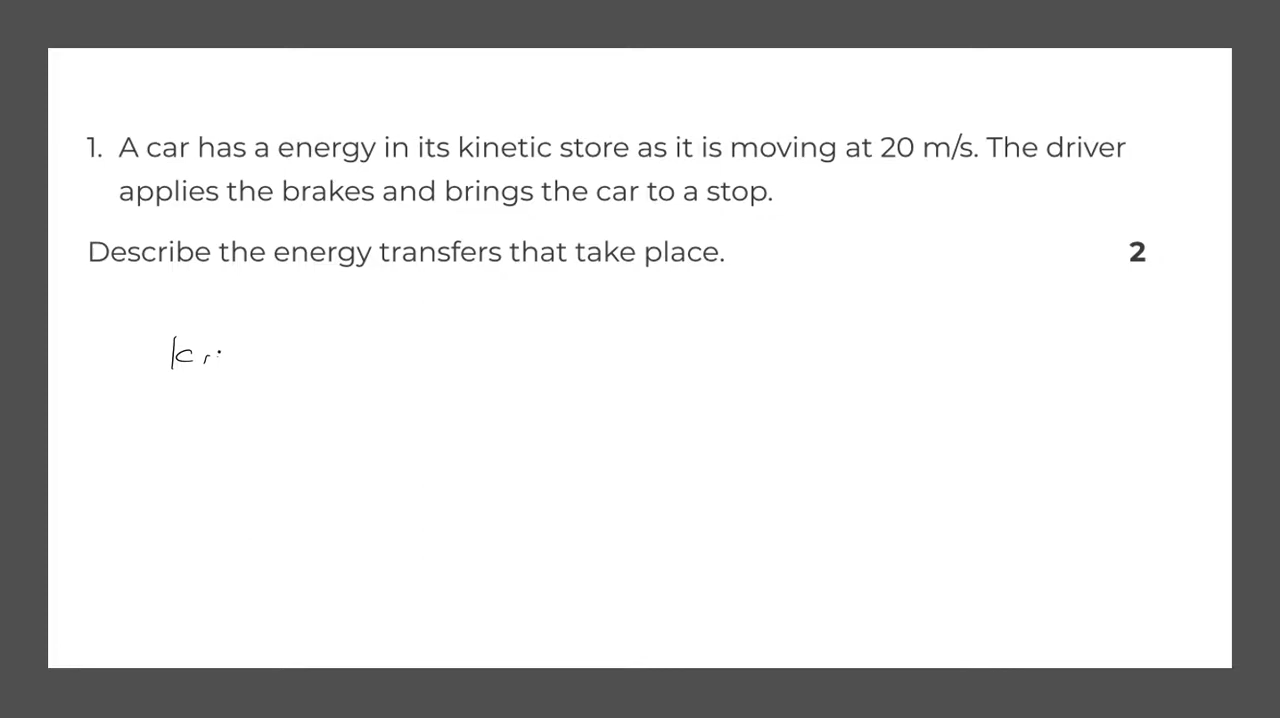 1. A car has a energy in its kinetic store as it is moving at 20 m/s. The driver
applies the brakes and brings the car to a stop.
Describe the energy transfers that take place. 2